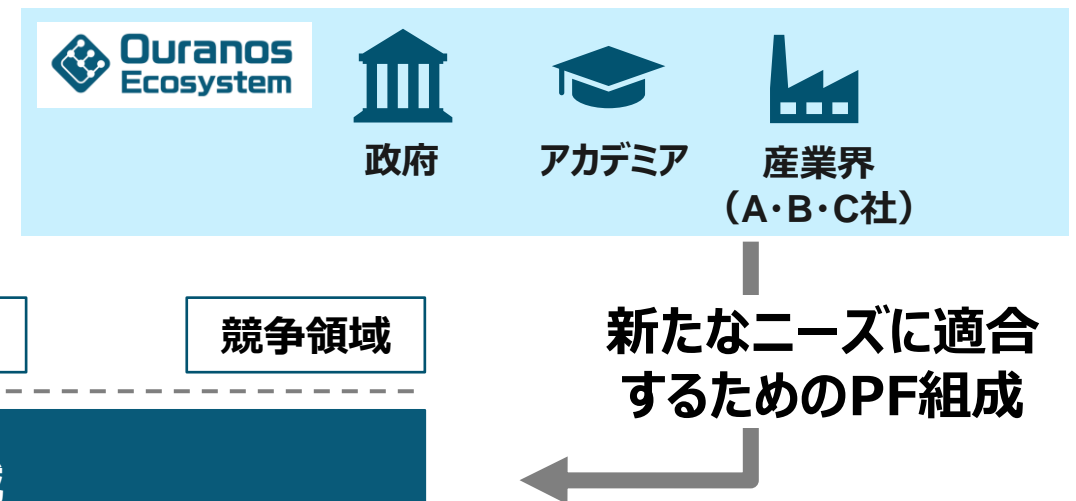 Ouranos
Ecosystem
政府
アカデミア
産業界
（A･B･C社）
競争領域
新たなニーズに適合
するためのPF組成